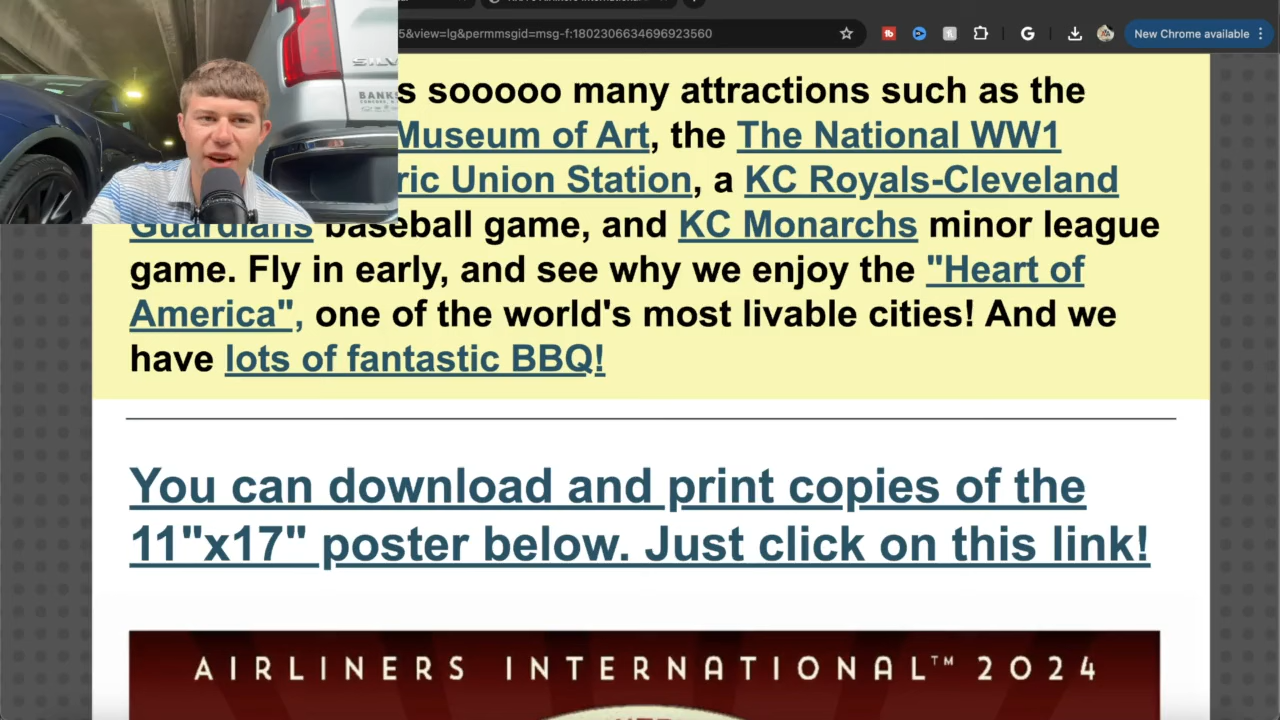 5&view=lg&permmsgid=msg-f:1802306634696923560
New Chrome available
s sooooo many attractions such as the
Museum of Art, the The National WW1
ric Union Station, a KC Royals-Cleveland
Guardians baseball game, and KC Monarchs minor league
game. Fly in early, and see why we enjoy the "Heart of
America", one of the world's most livable cities! And we
have lots of fantastic BBQ!
You can download and print copies of the
11"x17" poster below. Just click on this link!
AIRLINERS INTERNATIONAL™ 2024